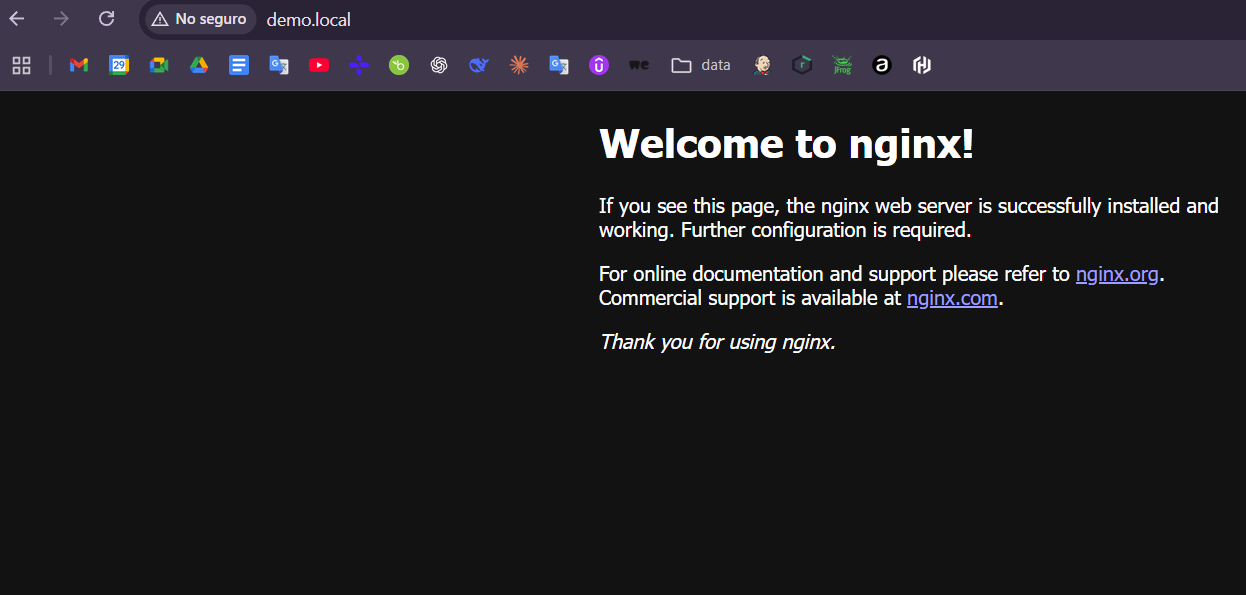 No seguro demo.local
29 G G we data r JFrog a
Welcome to nginx!
If you see this page, the nginx web server is successfully installed and
working. Further configuration is required.
For online documentation and support please refer to nginx.org.
Commercial support is available at nginx.com.
Thank you for using nginx.